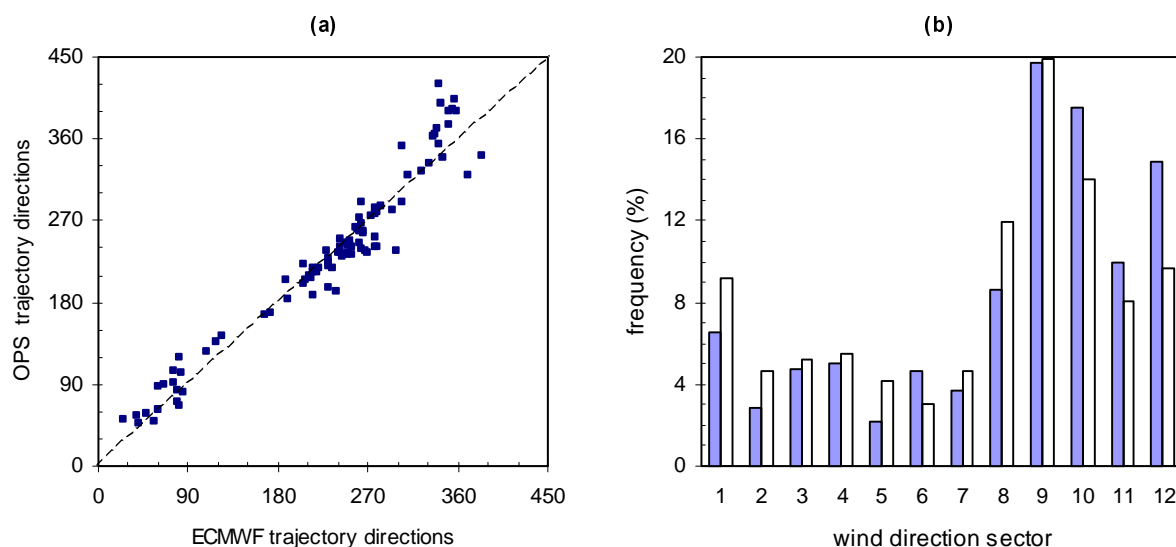 (a)
450
360
270
180
90
0
OPS trajectory directions
0 90 180 270 360 450
ECMWF trajectory directions
(b)
20
16
12
8
4
0
frequency (%)
1 2 3 4 5 6 7 8 9 10 11 12
wind direction sector